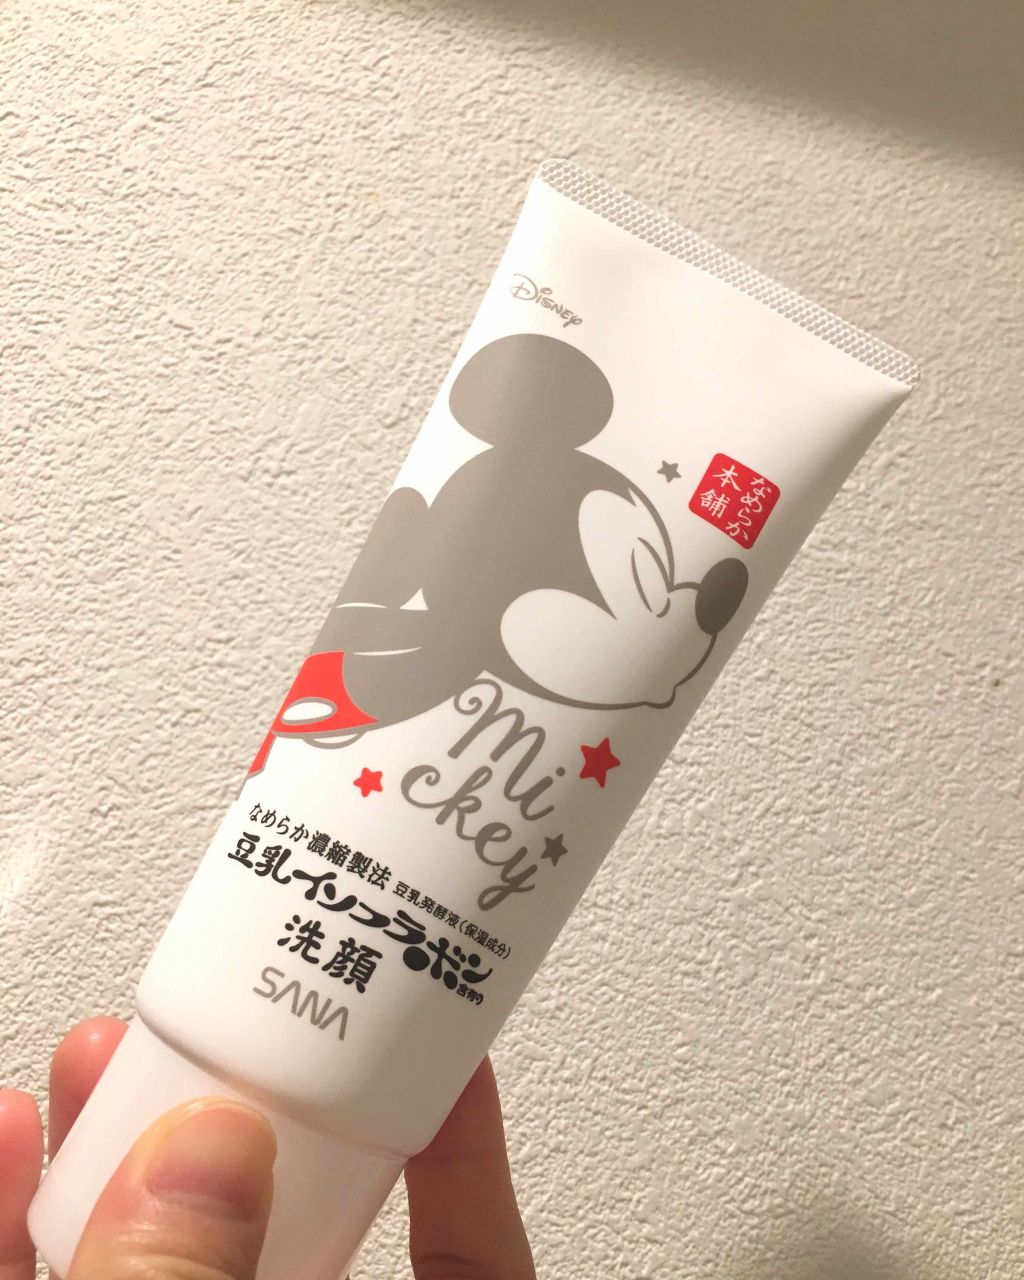 Disney
なめらか
本舗
Mi
ckey
なめらか濃縮製法 豆乳発酵液(保湿成分)
豆乳イソフラボン含有の
洗顔
SANA